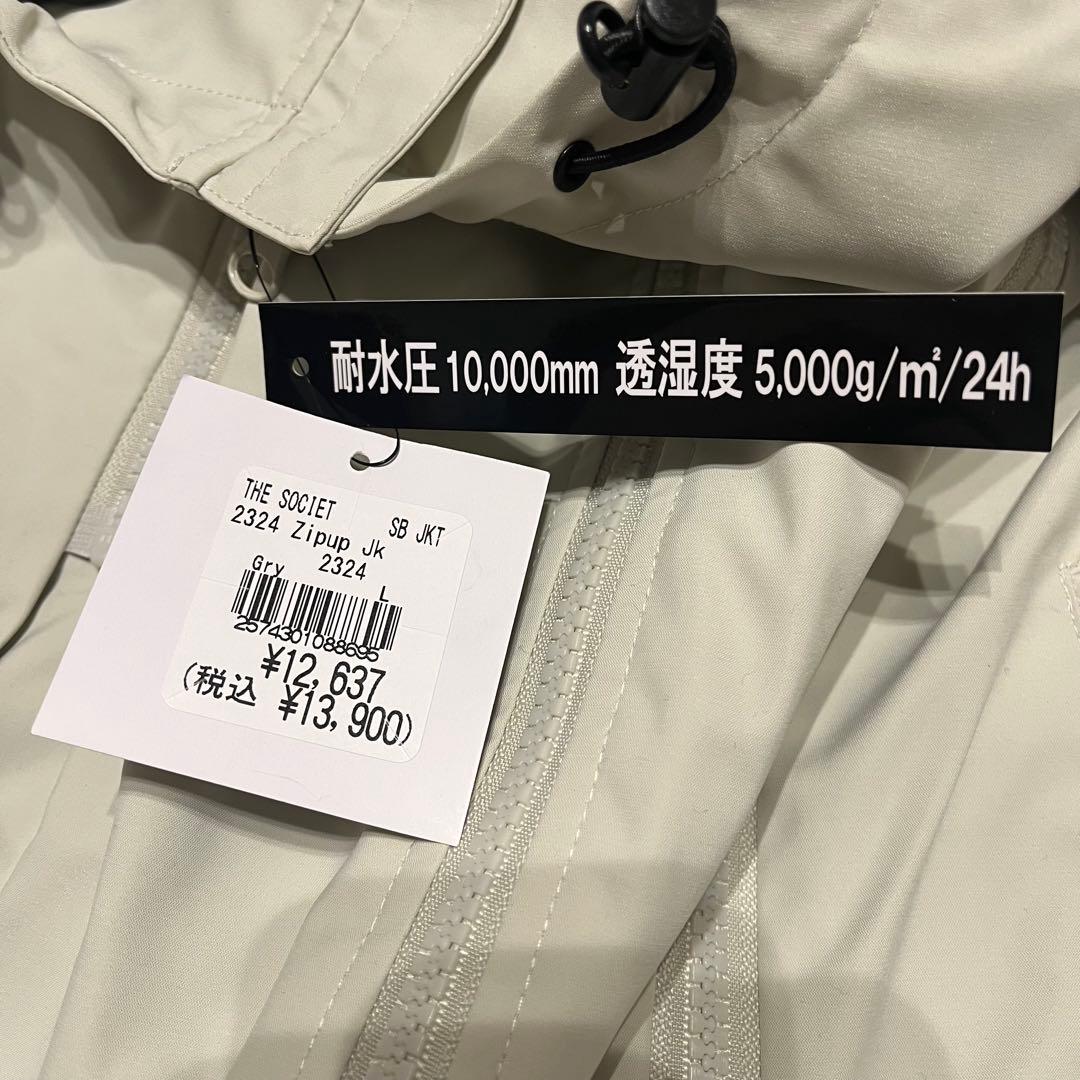 耐水圧10,000mm 透湿度5,000g/㎡/24h
THE SOCIET SB JKT
2324 Zipup Jk
Gry 2324
L
2574301088695
¥12,637
(税込 ¥13,900)